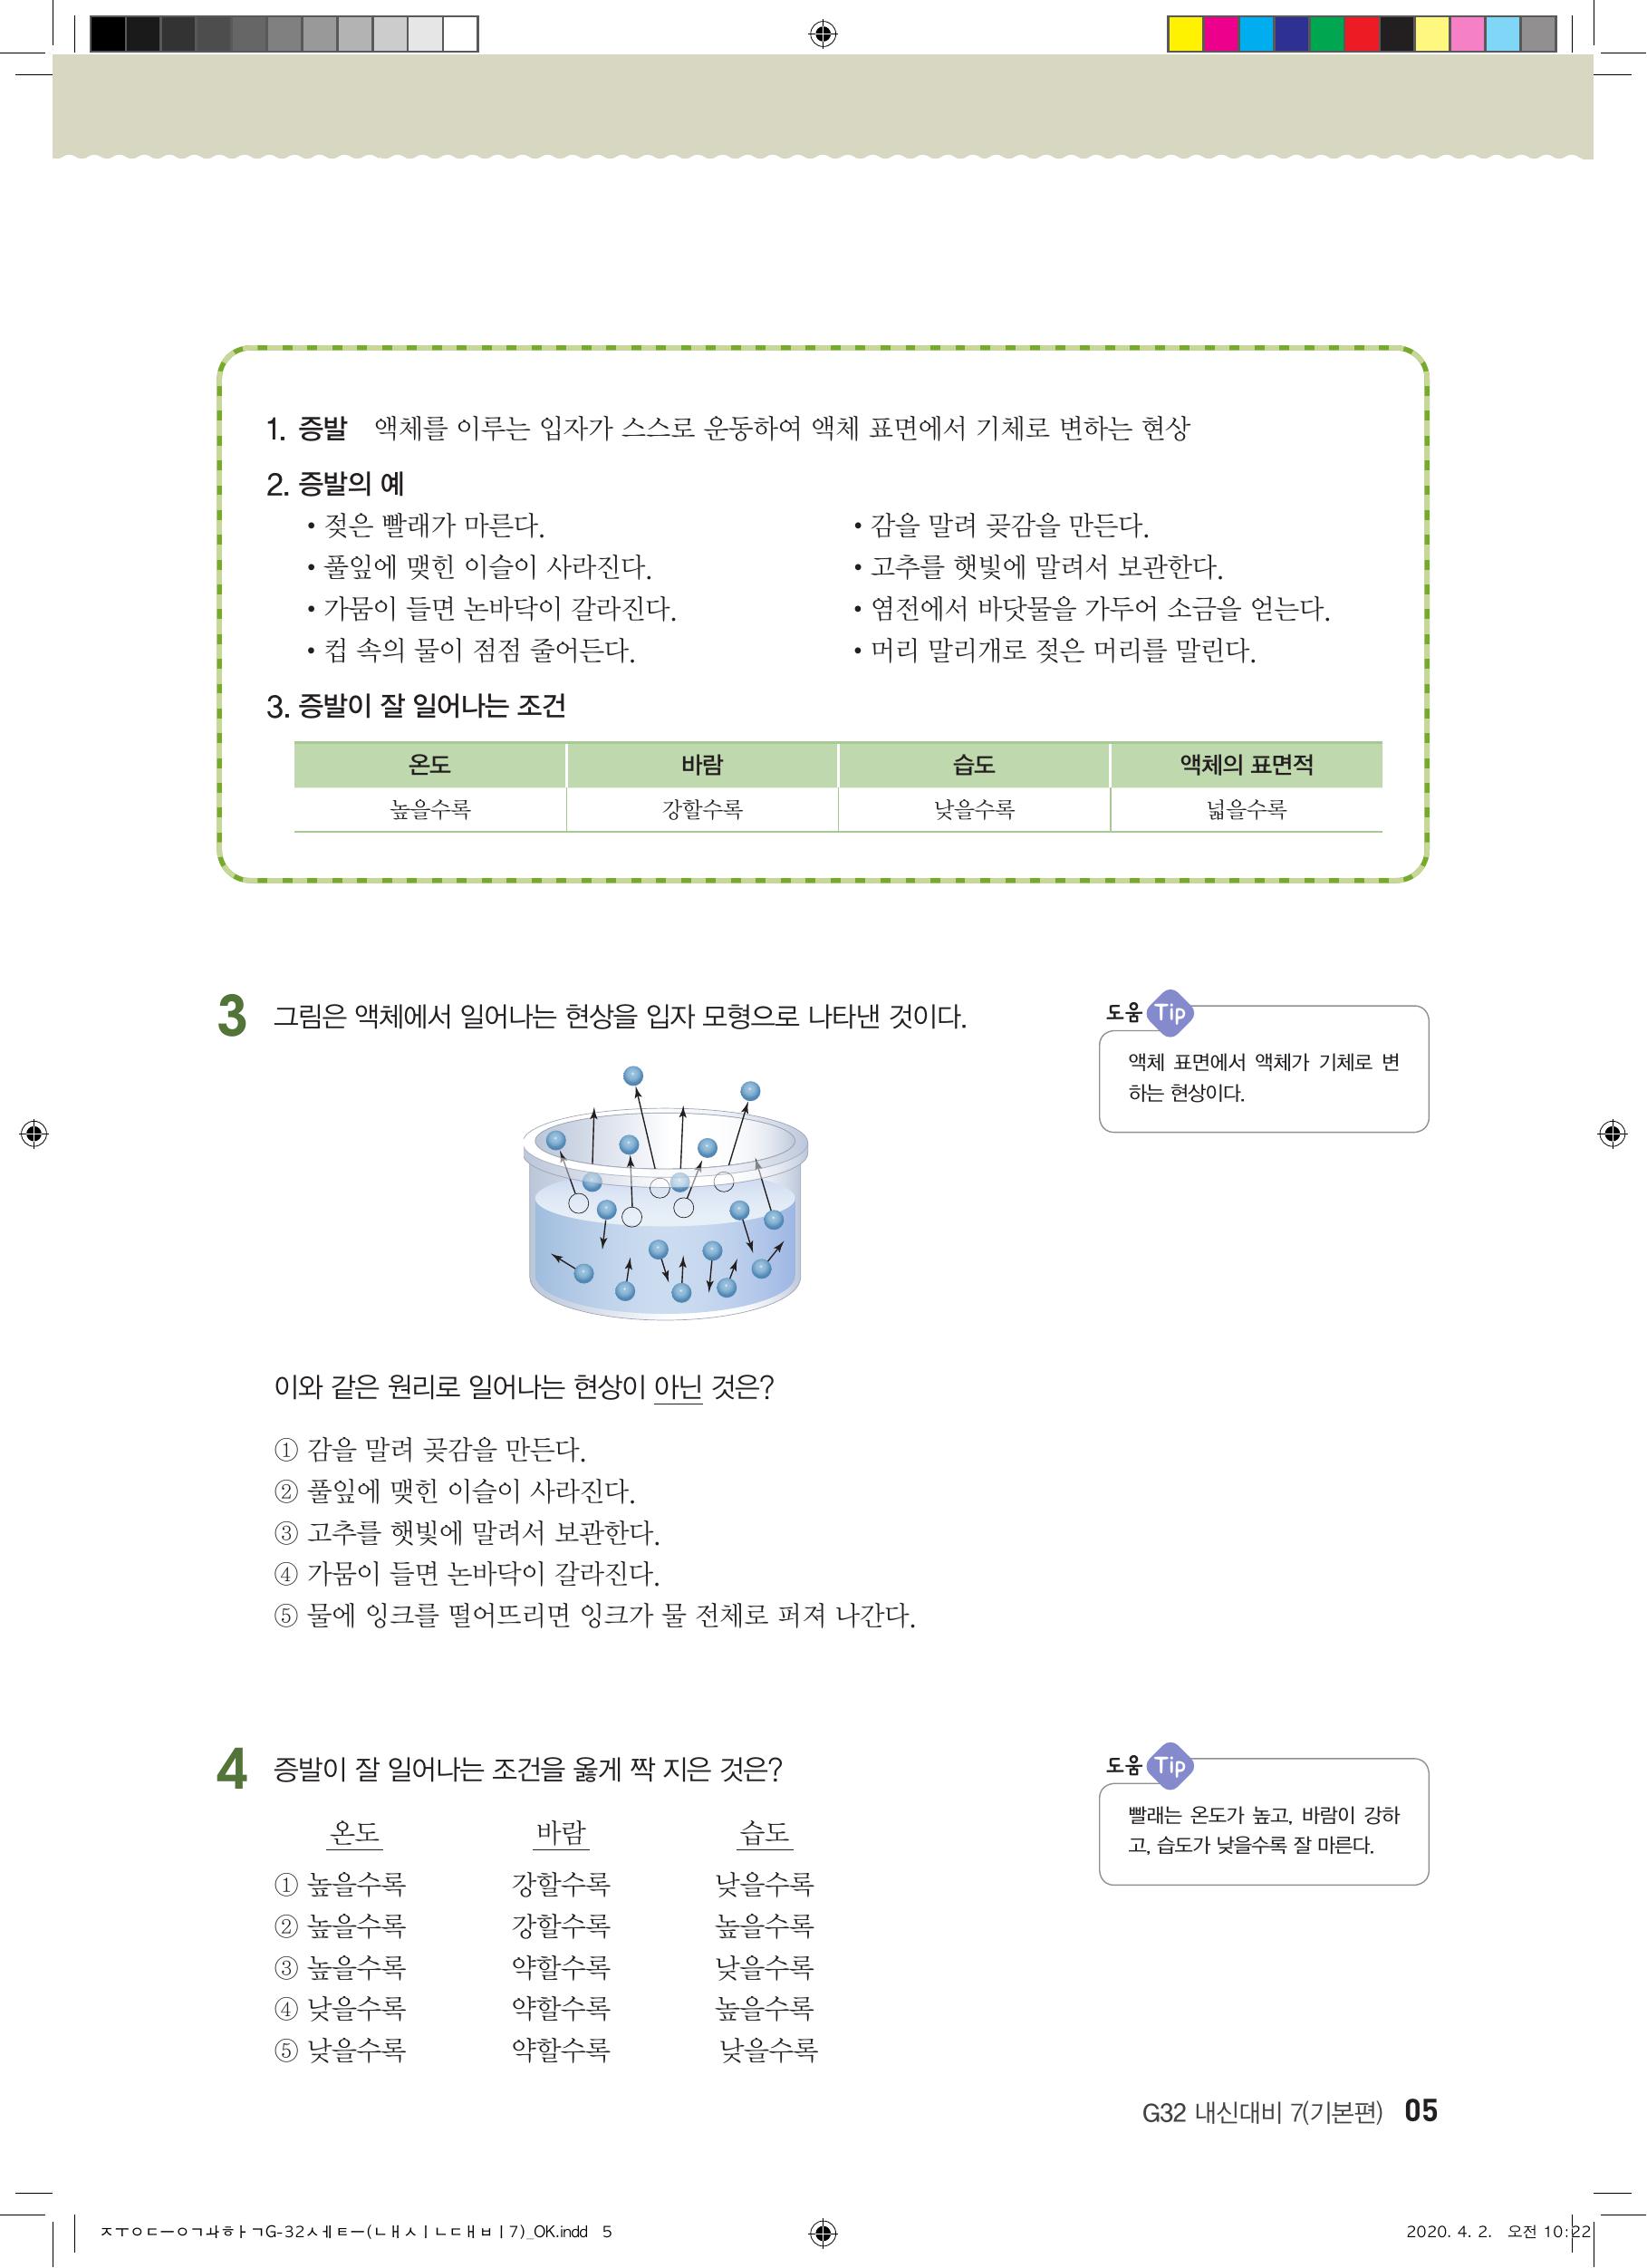 1. 증발 액체를 이루는 입자가 스스로 운동하여 액체 표면에서 기체로 변하는 현상
2. 증발의 예
• 젖은 빨래가 마른다.
• 감을 말려 곶감을 만든다.
• 풀잎에 맺힌 이슬이 사라진다.
• 고추를 햇빛에 말려서 보관한다.
• 가뭄이 들면 논바닥이 갈라진다.
• 염전에서 바닷물을 가두어 소금을 얻는다.
• 컵 속의 물이 점점 줄어든다.
• 머리 말리개로 젖은 머리를 말린다.
3. 증발이 잘 일어나는 조건
온도 바람 습도 액체의 표면적
높을수록 강할수록 낮을수록 넓을수록
3 그림은 액체에서 일어나는 현상을 입자 모형으로 나타낸 것이다.
도움 Tip
액체 표면에서 액체가 기체로 변
하는 현상이다.
이와 같은 원리로 일어나는 현상이 아닌 것은?
① 감을 말려 곶감을 만든다.
② 풀잎에 맺힌 이슬이 사라진다.
③ 고추를 햇빛에 말려서 보관한다.
④ 가뭄이 들면 논바닥이 갈라진다.
⑤ 물에 잉크를 떨어뜨리면 잉크가 물 전체로 퍼져 나간다.
4 증발이 잘 일어나는 조건을 옳게 짝 지은 것은?
도움 Tip
빨래는 온도가 높고, 바람이 강하
고, 습도가 낮을수록 잘 마른다.
온도 바람 습도
① 높을수록 강할수록 낮을수록
② 높을수록 강할수록 높을수록
③ 높을수록 약할수록 낮을수록
④ 낮을수록 약할수록 높을수록
⑤ 낮을수록 약할수록 낮을수록
G32 내신대비 7(기본편) 05
ㅈㅜㅇㄷㅡㅇㄱㅘㅎㅏㄱG-32ㅅㅔㅌㅡ(ㄴㅐㅅㅣㄴㄷㅐㅂㅣ7)_OK.indd 5
2020. 4. 2. 오전 10:22